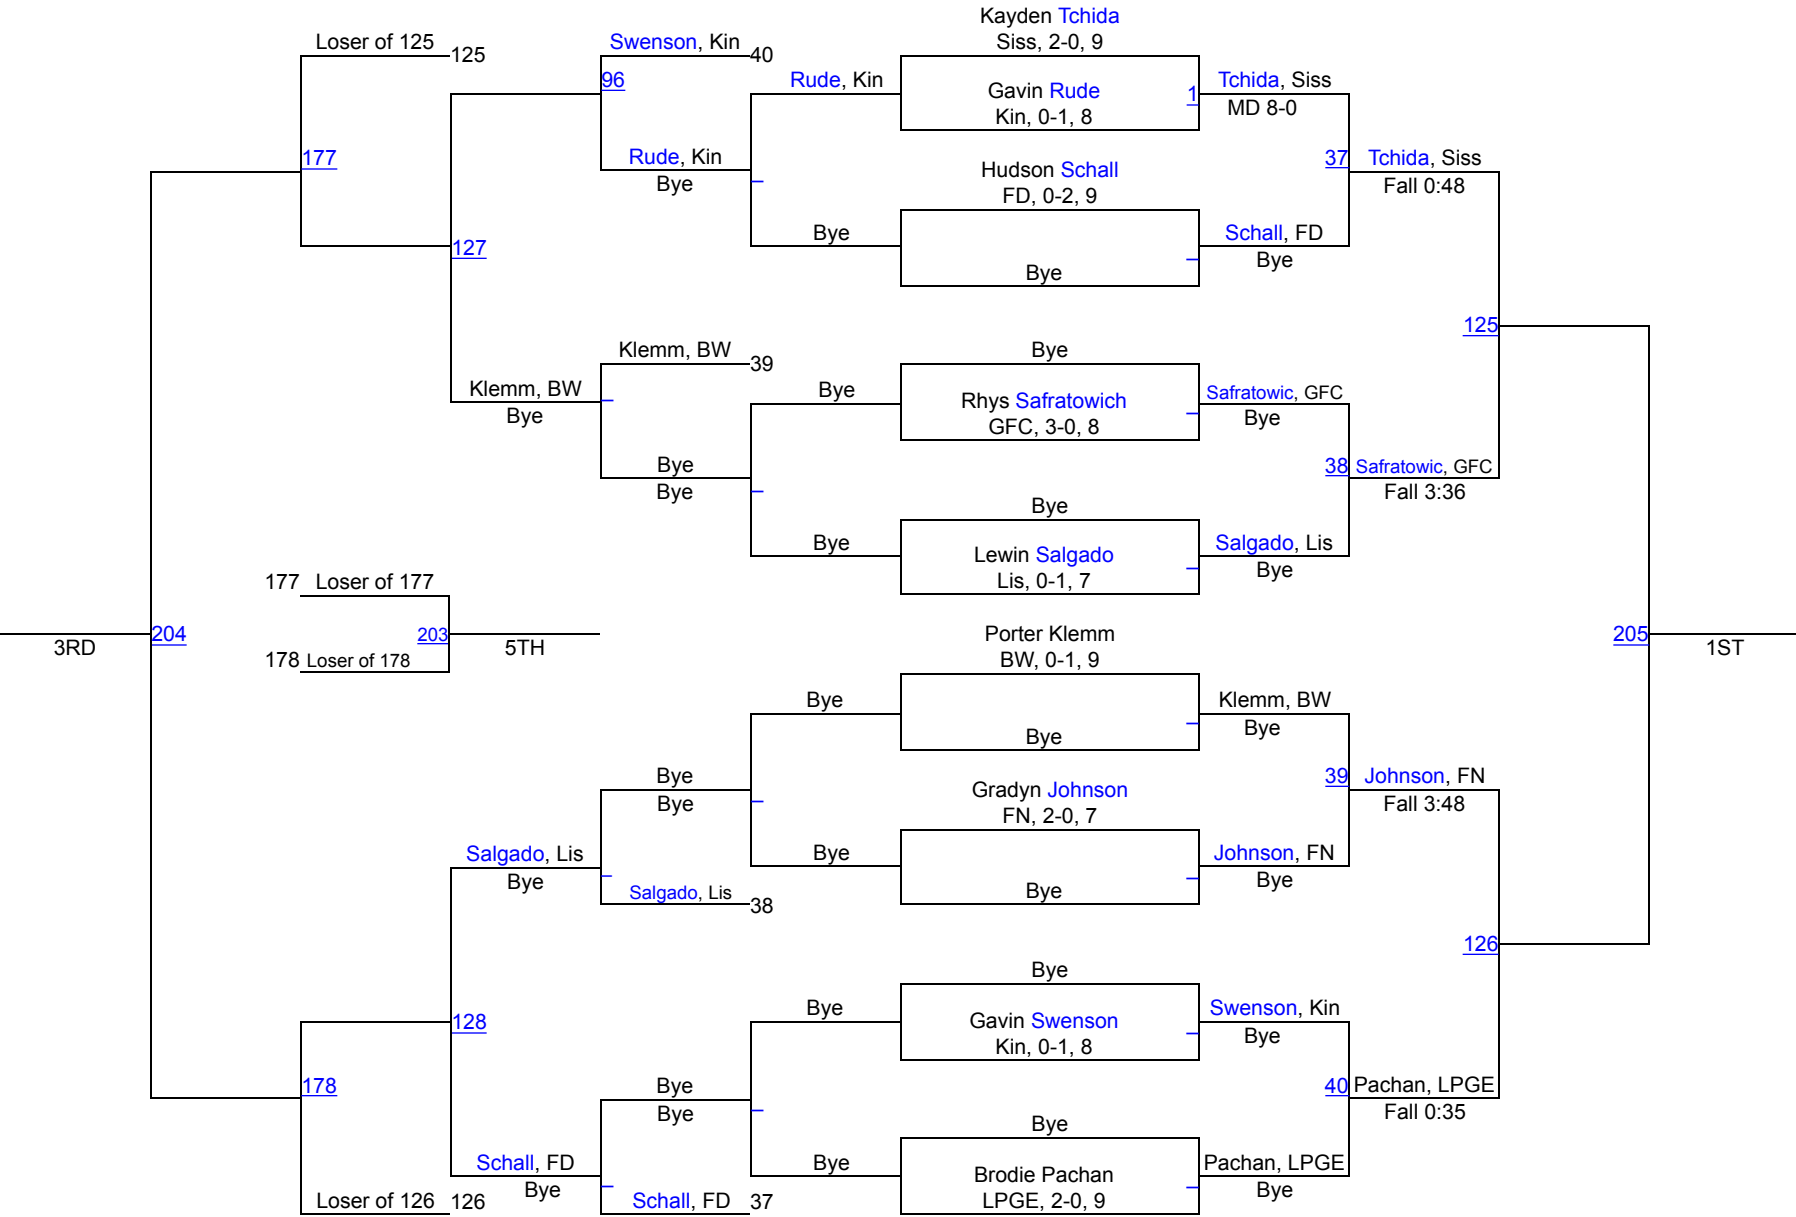 Kayden Tchida
Siss, 2-0, 9
Gavin Rude
Kin, 0-1, 8
1
Hudson Schall
FD, 0-2, 9
Bye
Bye
Rhys Safratowich
GFC, 3-0, 8
Bye
Lewin Salgado
Lis, 0-1, 7
Porter Klemm
BW, 0-1, 9
Bye
Gradyn Johnson
FN, 2-0, 7
Bye
Bye
Gavin Swenson
Kin, 0-1, 8
Bye
Brodie Pachan
LPGE, 2-0, 9
Tchida, Siss
MD 8-0
37
Schall, FD
Bye
Safratowic, GFC
Bye
38
Salgado, Lis
Bye
Klemm, BW
Bye
39
Johnson, FN
Bye
Swenson, Kin
Bye
40
Pachan, LPGE
Bye
Tchida, Siss
Fall 0:48
125
Safratowic, GFC
Fall 3:36
Johnson, FN
Fall 3:48
126
Pachan, LPGE
Fall 0:35
205
1ST
Rude, Kin
Bye
Bye
Bye
Bye
Bye
Bye
Bye
Swenson, Kin
40
96
Rude, Kin
Bye
Klemm, BW
39
Bye
Bye
Bye
Bye
Salgado, Lis
38
Bye
Bye
Schall, FD
37
127
Klemm, BW
Bye
Salgado, Lis
Bye
128
Schall, FD
Bye
Loser of 125
125
177
178
Loser of 126
126
177
Loser of 177
203
5TH
178
Loser of 178
204
3RD